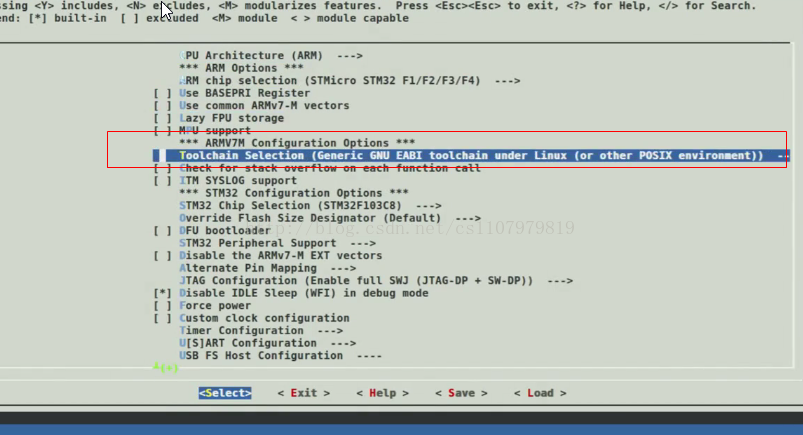 sing <Y> includes, <N> excludes, <M> modularizes features. Press <Esc><Esc> to exit, <?> for Help, </> for Search.
end: [*] built-in [ ] excluded <M> module < > module capable
PU Architecture (ARM) --->
*** ARM Options ***
RM chip selection (STMicro STM32 F1/F2/F3/F4) --->
[ ] Use BASEPRI Register
[ ] Use common ARMv7-M vectors
[ ] Lazy FPU storage
[ ] MPU support
*** ARMV7M Configuration Options ***
Toolchain Selection (Generic GNU EABI toolchain under Linux (or other POSIX environment)) --
[ ] Check for stack overflow on each function call
[ ] ITM SYSLOG support
*** STM32 Configuration Options ***
STM32 Chip Selection (STM32F103C8) --->
Override Flash Size Designator (Default) --->
[ ] DFU bootloader
http://blog.csdn.net/cs1107979819
STM32 Peripheral Support --->
[ ] Disable the ARMv7-M EXT vectors
Alternate Pin Mapping --->
JTAG Configuration (Enable full SWJ (JTAG-DP + SW-DP)) --->
[*] Disable IDLE Sleep (WFI) in debug mode
[ ] Force power
[ ] Custom clock configuration
Timer Configuration --->
U[S]ART Configuration --->
USB FS Host Configuration ----
<Select> < Exit > < Help > < Save > < Load >